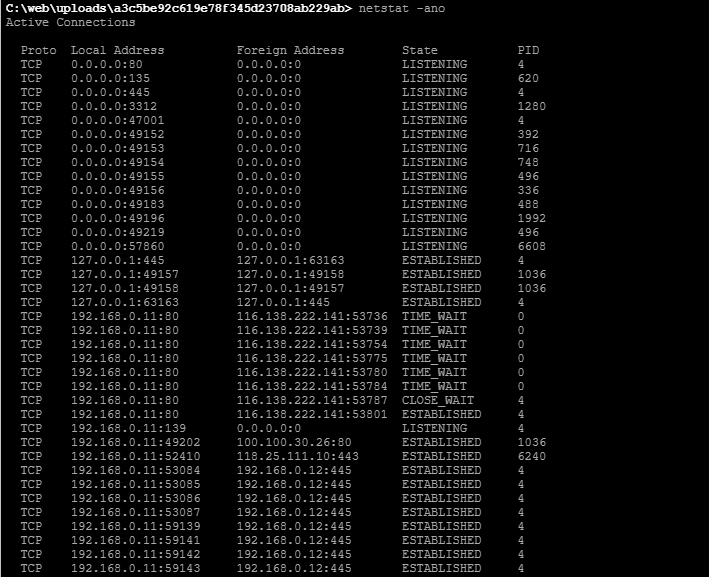 C:\web\uploads\a3c5be92c619e78f345d23708ab229ab> netstat -ano
Active Connections
Proto Local Address Foreign Address State PID
TCP 0.0.0.0:80 0.0.0.0:0 LISTENING 4
TCP 0.0.0.0:135 0.0.0.0:0 LISTENING 620
TCP 0.0.0.0:445 0.0.0.0:0 LISTENING 4
TCP 0.0.0.0:3312 0.0.0.0:0 LISTENING 1280
TCP 0.0.0.0:47001 0.0.0.0:0 LISTENING 4
TCP 0.0.0.0:49152 0.0.0.0:0 LISTENING 392
TCP 0.0.0.0:49153 0.0.0.0:0 LISTENING 716
TCP 0.0.0.0:49154 0.0.0.0:0 LISTENING 748
TCP 0.0.0.0:49155 0.0.0.0:0 LISTENING 496
TCP 0.0.0.0:49156 0.0.0.0:0 LISTENING 336
TCP 0.0.0.0:49183 0.0.0.0:0 LISTENING 488
TCP 0.0.0.0:49196 0.0.0.0:0 LISTENING 1992
TCP 0.0.0.0:49219 0.0.0.0:0 LISTENING 496
TCP 0.0.0.0:57860 0.0.0.0:0 LISTENING 6608
TCP 127.0.0.1:445 127.0.0.1:63163 ESTABLISHED 4
TCP 127.0.0.1:49157 127.0.0.1:49158 ESTABLISHED 1036
TCP 127.0.0.1:49158 127.0.0.1:49157 ESTABLISHED 1036
TCP 127.0.0.1:63163 127.0.0.1:445 ESTABLISHED 4
TCP 192.168.0.11:80 116.138.222.141:53736 TIME_WAIT 0
TCP 192.168.0.11:80 116.138.222.141:53739 TIME_WAIT 0
TCP 192.168.0.11:80 116.138.222.141:53754 TIME_WAIT 0
TCP 192.168.0.11:80 116.138.222.141:53775 TIME_WAIT 0
TCP 192.168.0.11:80 116.138.222.141:53780 TIME_WAIT 0
TCP 192.168.0.11:80 116.138.222.141:53784 TIME_WAIT 0
TCP 192.168.0.11:80 116.138.222.141:53787 CLOSE_WAIT 4
TCP 192.168.0.11:80 116.138.222.141:53801 ESTABLISHED 4
TCP 192.168.0.11:139 0.0.0.0:0 LISTENING 4
TCP 192.168.0.11:49202 100.100.30.26:80 ESTABLISHED 1036
TCP 192.168.0.11:52410 118.25.111.10:443 ESTABLISHED 6240
TCP 192.168.0.11:53084 192.168.0.12:445 ESTABLISHED 4
TCP 192.168.0.11:53085 192.168.0.12:445 ESTABLISHED 4
TCP 192.168.0.11:53086 192.168.0.12:445 ESTABLISHED 4
TCP 192.168.0.11:53087 192.168.0.12:445 ESTABLISHED 4
TCP 192.168.0.11:59139 192.168.0.12:445 ESTABLISHED 4
TCP 192.168.0.11:59141 192.168.0.12:445 ESTABLISHED 4
TCP 192.168.0.11:59142 192.168.0.12:445 ESTABLISHED 4
TCP 192.168.0.11:59143 192.168.0.12:445 ESTABLISHED 4